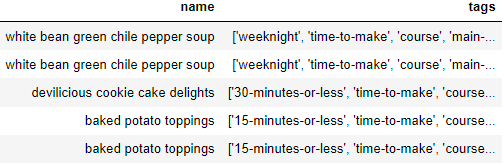 name tags
white bean green chile pepper soup ['weeknight', 'time-to-make', 'course', 'main-...
white bean green chile pepper soup ['weeknight', 'time-to-make', 'course', 'main-...
devilicious cookie cake delights ['30-minutes-or-less', 'time-to-make', 'course...
baked potato toppings ['15-minutes-or-less', 'time-to-make', 'course...
baked potato toppings ['15-minutes-or-less', 'time-to-make', 'course...